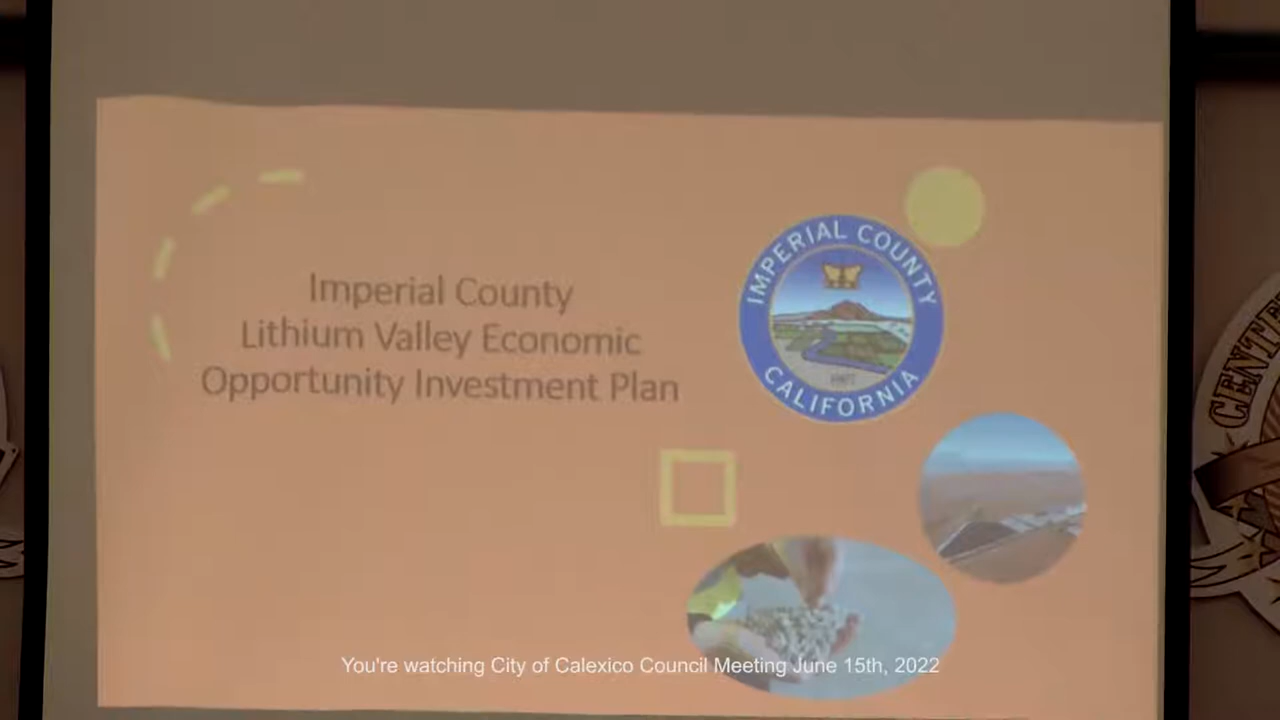 Imperial County
Lithium Valley Economic
Opportunity Investment Plan
IMPERIAL COUNTY
CALIFORNIA
CENTE
You're watching City of Calexico Council Meeting June 15th, 2022